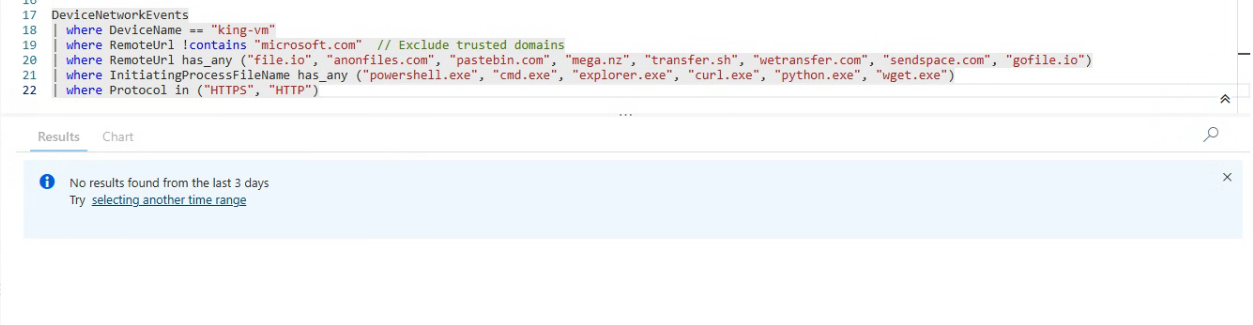 17 DeviceNetworkEvents
18 | where DeviceName == "king-vm"
19 | where RemoteUrl !contains "microsoft.com" // Exclude trusted domains
20 | where RemoteUrl has_any ("file.io", "anonfiles.com", "pastebin.com", "mega.nz", "transfer.sh", "wetransfer.com", "sendspace.com", "gofile.io")
21 | where InitiatingProcessFileName has_any ("powershell.exe", "cmd.exe", "explorer.exe", "curl.exe", "python.exe", "wget.exe")
22 | where Protocol in ("HTTPS", "HTTP")
...
Results Chart
No results found from the last 3 days
Try selecting another time range